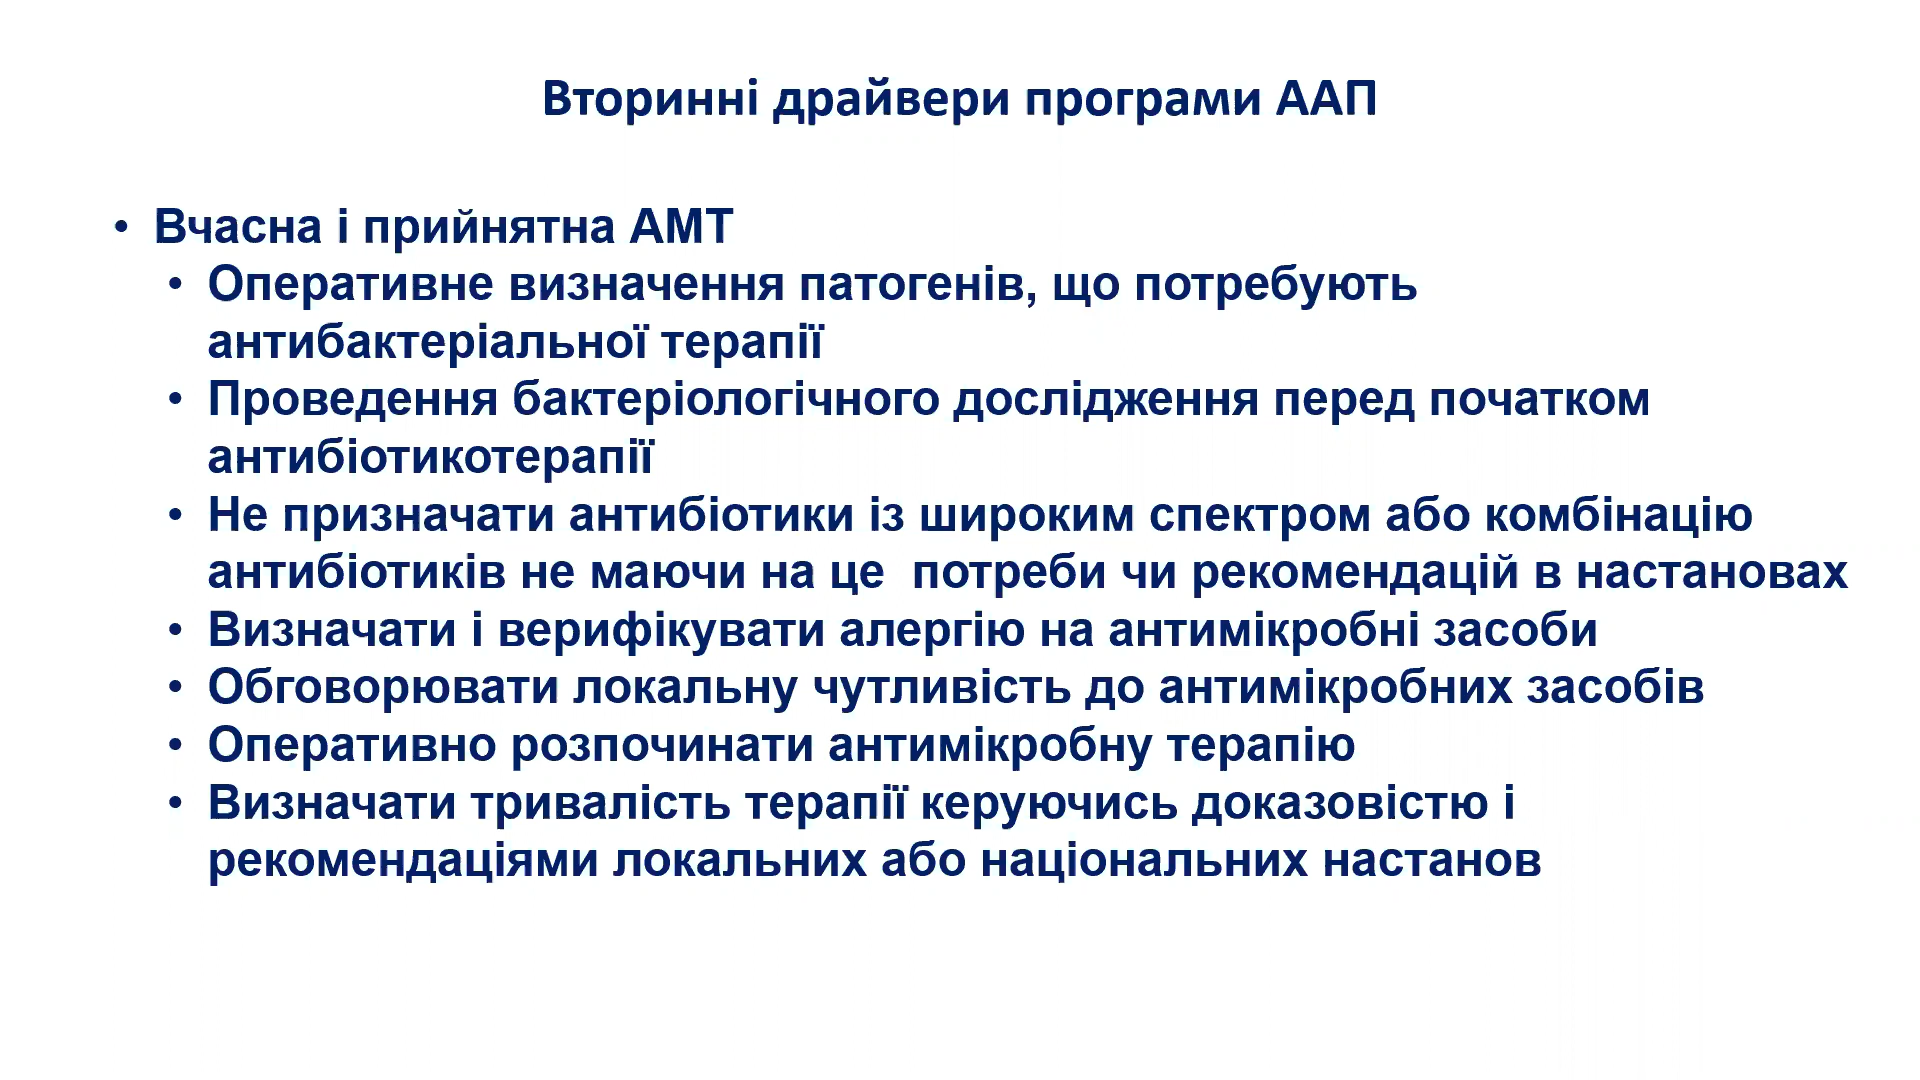 Вторинні драйвери програми ААП
• Вчасна і прийнятна АМТ
• Оперативне визначення патогенів, що потребують
антибактеріальної терапії
• Проведення бактеріологічного дослідження перед початком
антибіотикотерапії
• Не призначати антибіотики із широким спектром або комбінацію
антибіотиків не маючи на це  потреби чи рекомендацій в настановах
• Визначати і верифікувати алергію на антимікробні засоби
• Обговорювати локальну чутливість до антимікробних засобів
• Оперативно розпочинати антимікробну терапію
• Визначати тривалість терапії керуючись доказовістю і
рекомендаціями локальних або національних настанов